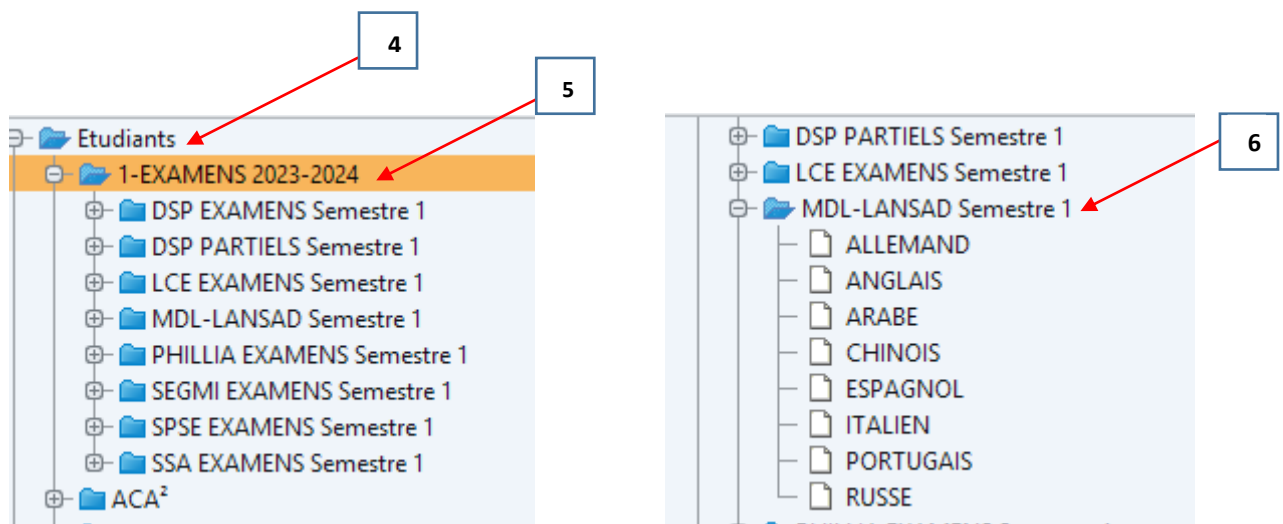 4
5
Etudiants
1-EXAMENS 2023-2024
DSP EXAMENS Semestre 1
DSP PARTIELS Semestre 1
LCE EXAMENS Semestre 1
MDL-LANSAD Semestre 1
PHILLIA EXAMENS Semestre 1
SEGMI EXAMENS Semestre 1
SPSE EXAMENS Semestre 1
SSA EXAMENS Semestre 1
ACA²
6
DSP PARTIELS Semestre 1
LCE EXAMENS Semestre 1
MDL-LANSAD Semestre 1
ALLEMAND
ANGLAIS
ARABE
CHINOIS
ESPAGNOL
ITALIEN
PORTUGAIS
RUSSE